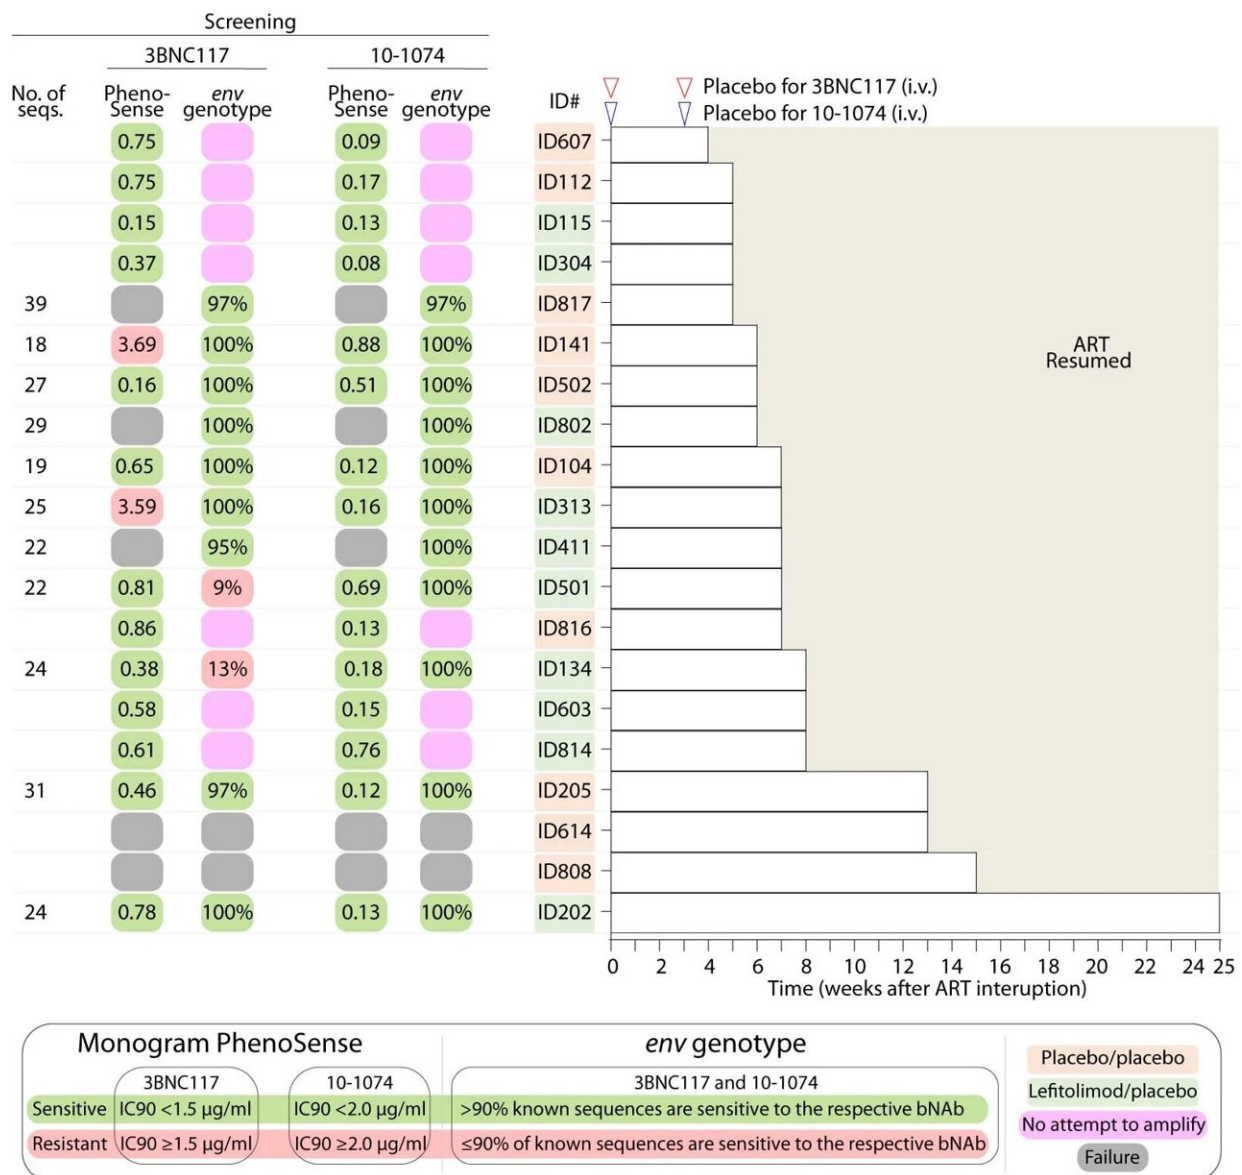 Screening
3BNC117 10-1074
No. of seqs. Pheno-Sense env genotype Pheno-Sense env genotype ID#
Placebo for 3BNC117 (i.v.)
Placebo for 10-1074 (i.v.)
0.75 0.09 ID607
0.75 0.17 ID112
0.15 0.13 ID115
0.37 0.08 ID304
39 97% 97% ID817
18 3.69 100% 0.88 100% ID141
27 0.16 100% 0.51 100% ID502
29 100% 100% ID802
19 0.65 100% 0.12 100% ID104
25 3.59 100% 0.16 100% ID313
22 95% 100% ID411
22 0.81 9% 0.69 100% ID501
0.86 0.13 ID816
24 0.38 13% 0.18 100% ID134
0.58 0.15 ID603
0.61 0.76 ID814
31 0.46 97% 0.12 100% ID205
ID614
ID808
24 0.78 100% 0.13 100% ID202
ART
Resumed
0 2 4 6 8 10 12 14 16 18 20 22 24 25
Time (weeks after ART interuption)
Monogram PhenoSense env genotype
3BNC117 10-1074 3BNC117 and 10-1074
Sensitive IC90 <1.5 µg/ml IC90 <2.0 µg/ml >90% known sequences are sensitive to the respective bNAb
Resistant IC90 ≥1.5 µg/ml IC90 ≥2.0 µg/ml ≤90% of known sequences are sensitive to the respective bNAb
Placebo/placebo
Lefitolimod/placebo
No attempt to amplify
Failure